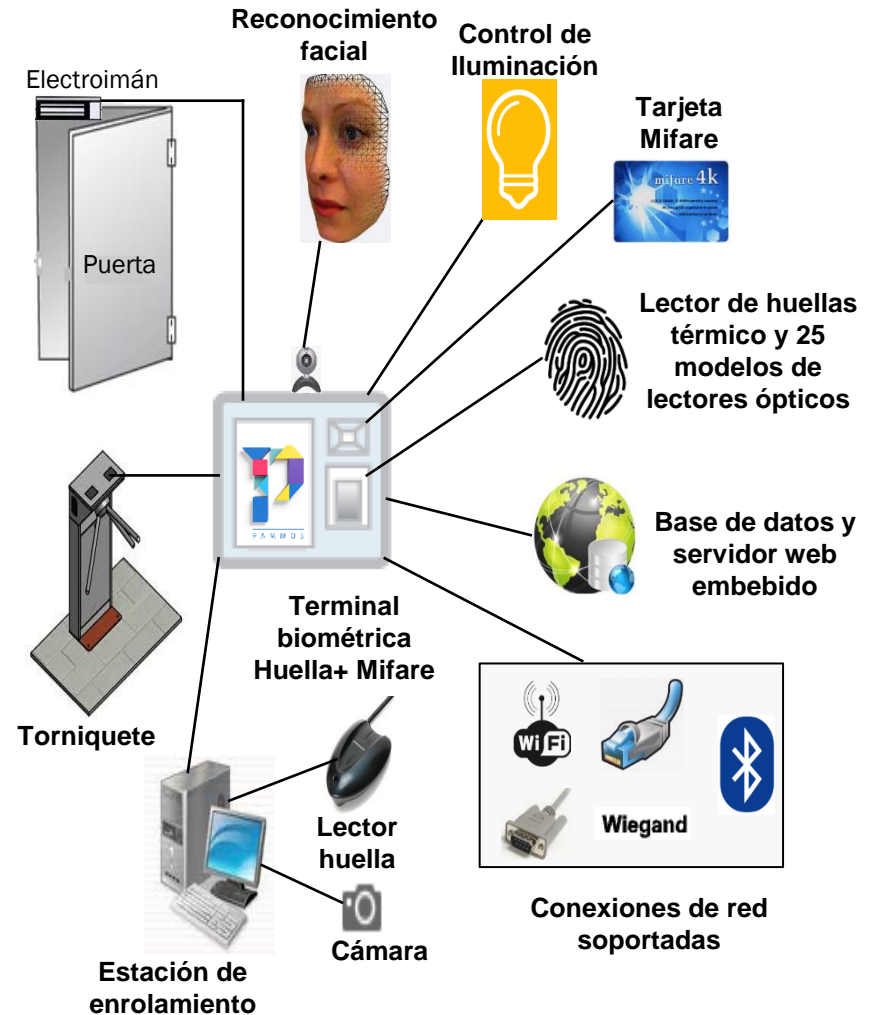 Reconocimiento
facial
Control de
Iluminación
Electroimán
Tarjeta
Mifare
mifare 4k
Puerta
Lector de huellas
térmico y 25
modelos de
lectores ópticos
PAMMOS
Base de datos y
servidor web
embebido
Terminal
biométrica
Huella+ Mifare
Torniquete
WiFi
Wiegand
Lector
huella
Cámara
Conexiones de red
soportadas
Estación de
enrolamiento